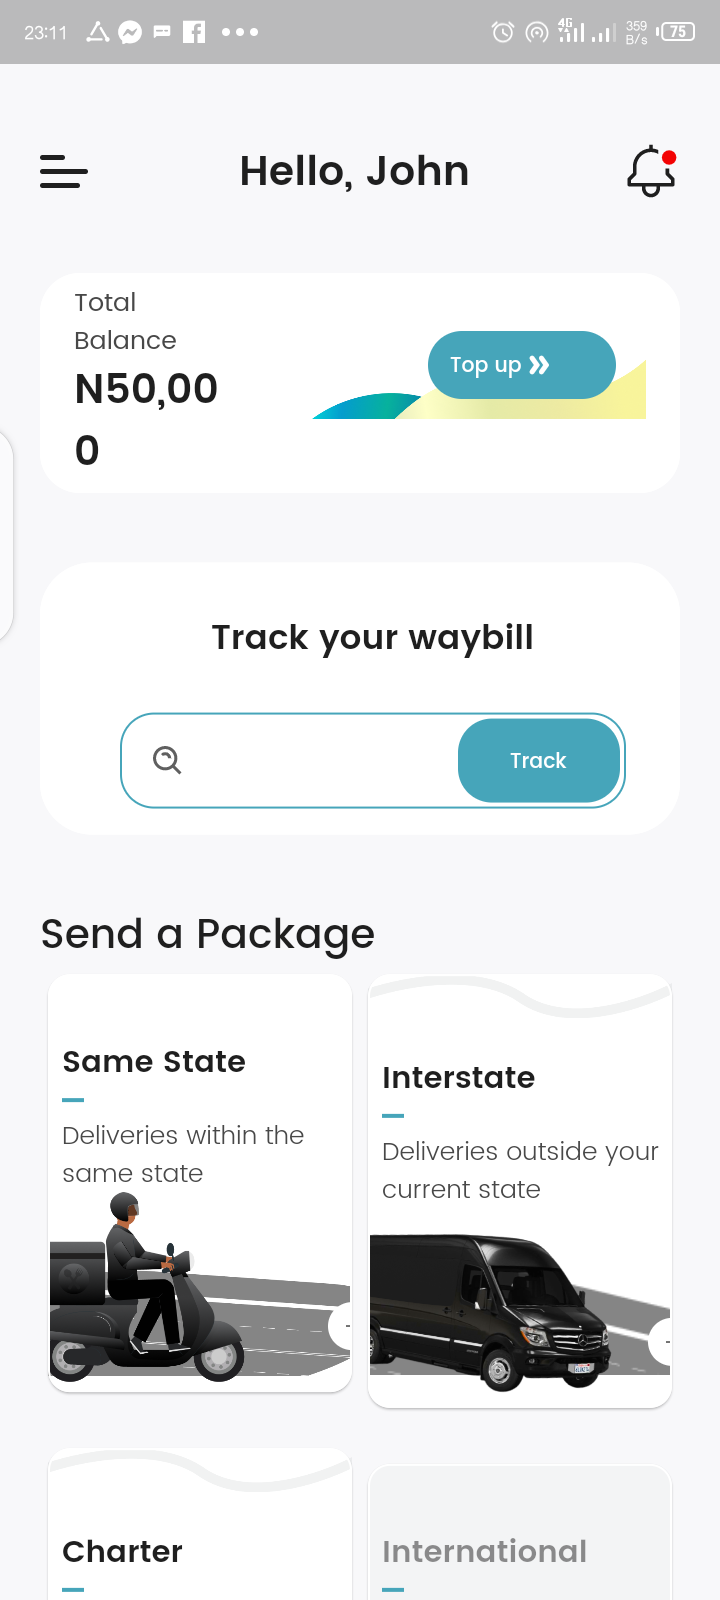 23:11
4G
359
B/s
75
Hello, John
Total
Balance
N50,00
0
Top up
Track your waybill
Track
Send a Package
Same State
Deliveries within the
same state
Interstate
Deliveries outside your
current state
Charter
International